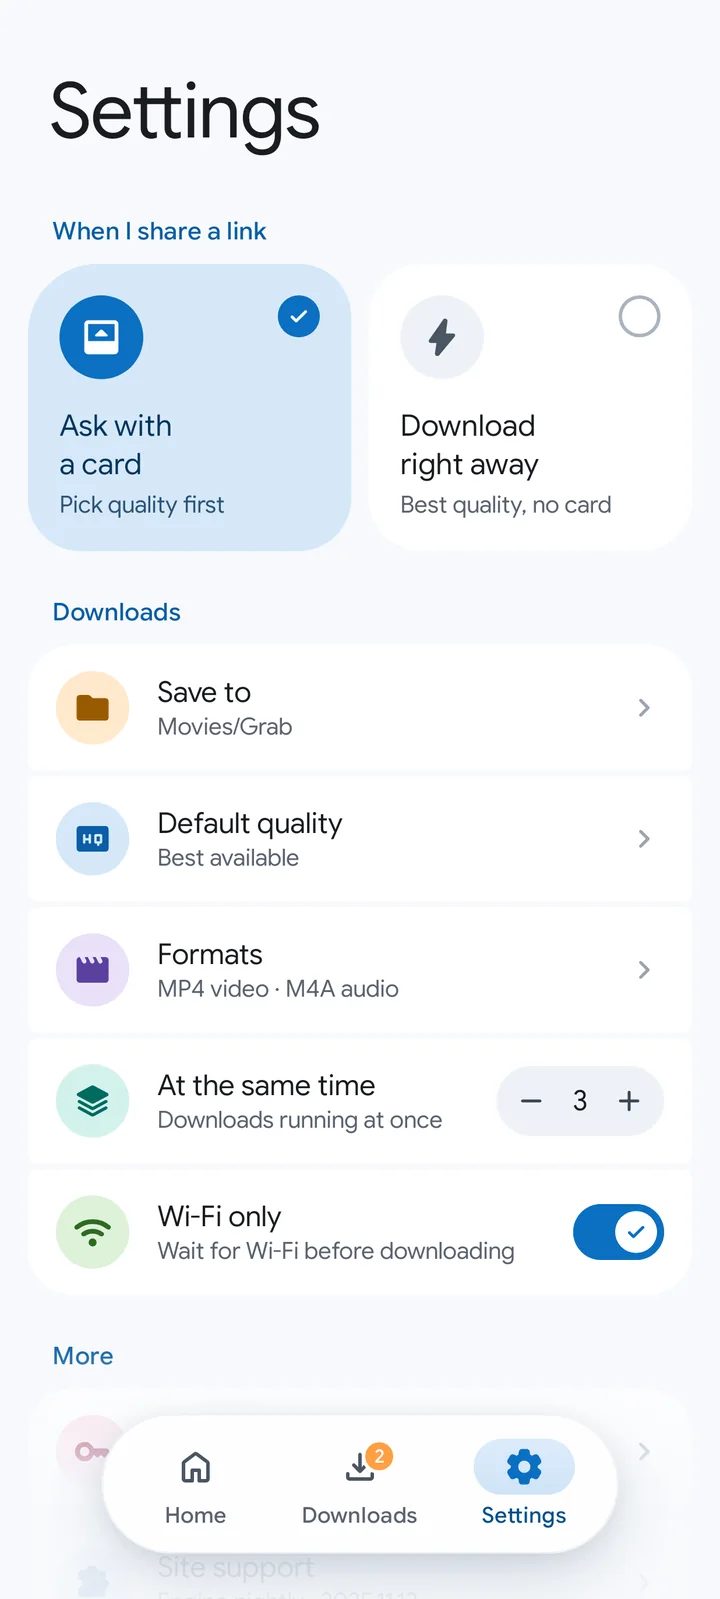 Settings
When I share a link
Ask with
a card
Pick quality first
Download
right away
Best quality, no card
Downloads
Save to
Movies/Grab
HQ
Default quality
Best available
Formats
MP4 video · M4A audio
At the same time
Downloads running at once
3
Wi-Fi only
Wait for Wi-Fi before downloading
More
2
Home
Downloads
Settings
Site support